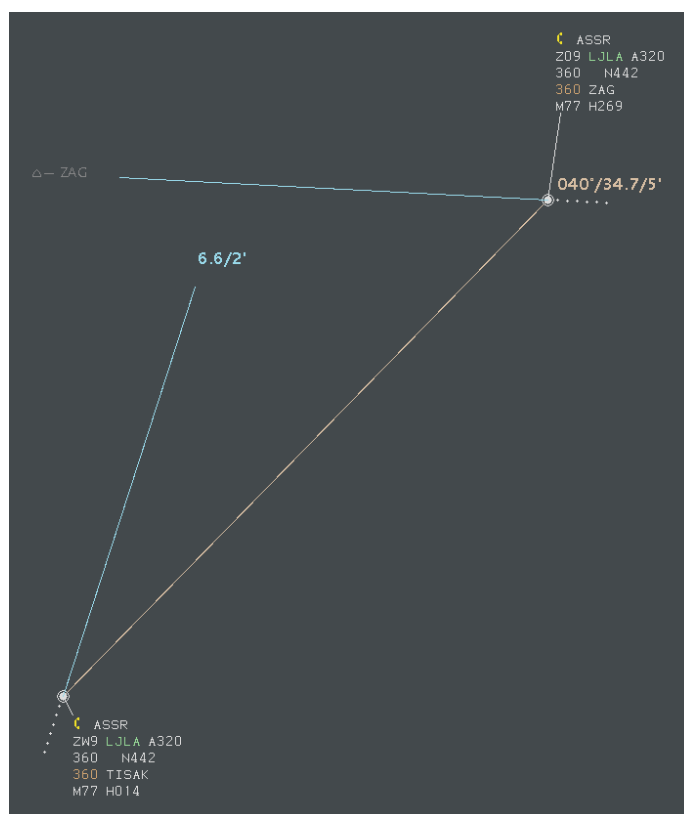 ASSR
Z09 LJLA A320
360 N442
360 ZAG
M77 H269
ZAG
040°/34.7/5'
6.6/2'
ASSR
ZW9 LJLA A320
360 N442
360 TISAK
M77 H014